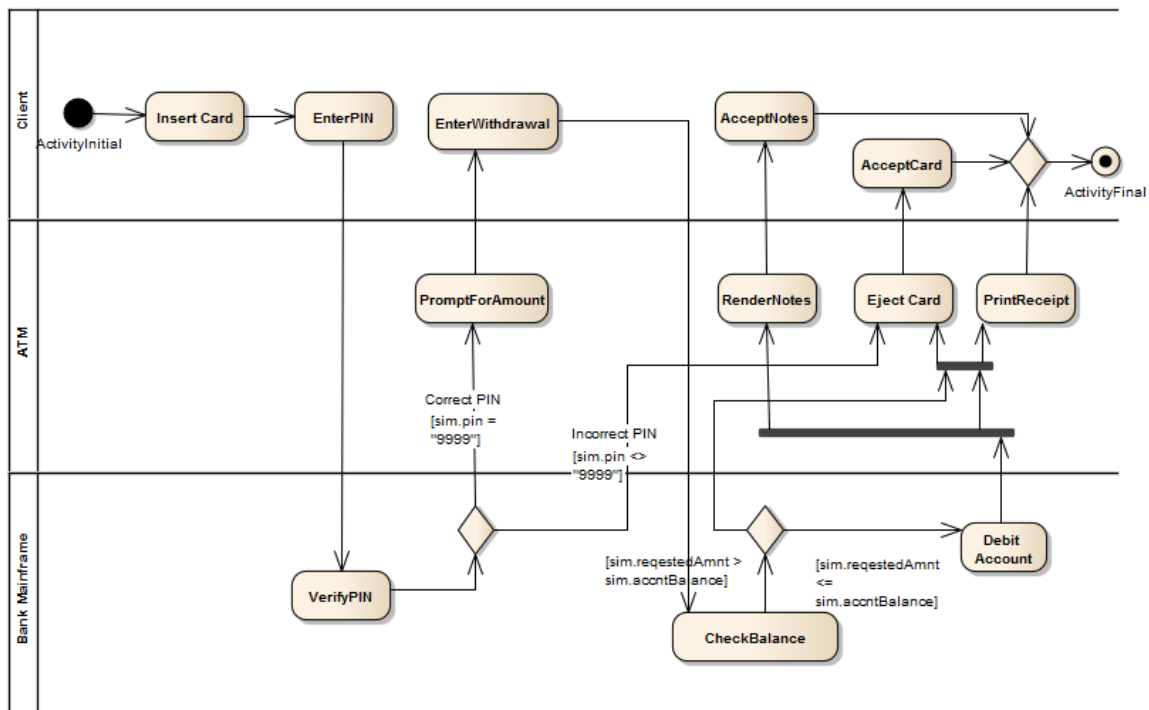 Client
Insert Card
EnterPIN
EnterWithdrawal
AcceptNotes
AcceptCard
ActivityInitial
ActivityFinal
ATM
PromptForAmount
RenderNotes
Eject Card
PrintReceipt
Correct PIN
[sim.pin =
"9999"]
Incorrect PIN
[sim.pin <>
"9999"]
Bank Mainframe
VerifyPIN
[sim.reqestedAmnt >
sim.accntBalance]
[sim.reqestedAmnt
<=
sim.accntBalance]
Debit
Account
CheckBalance